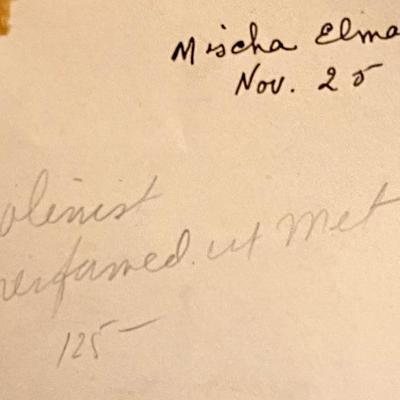 Mischa Elma
Nov. 25
olinist
erformed at Met
125-